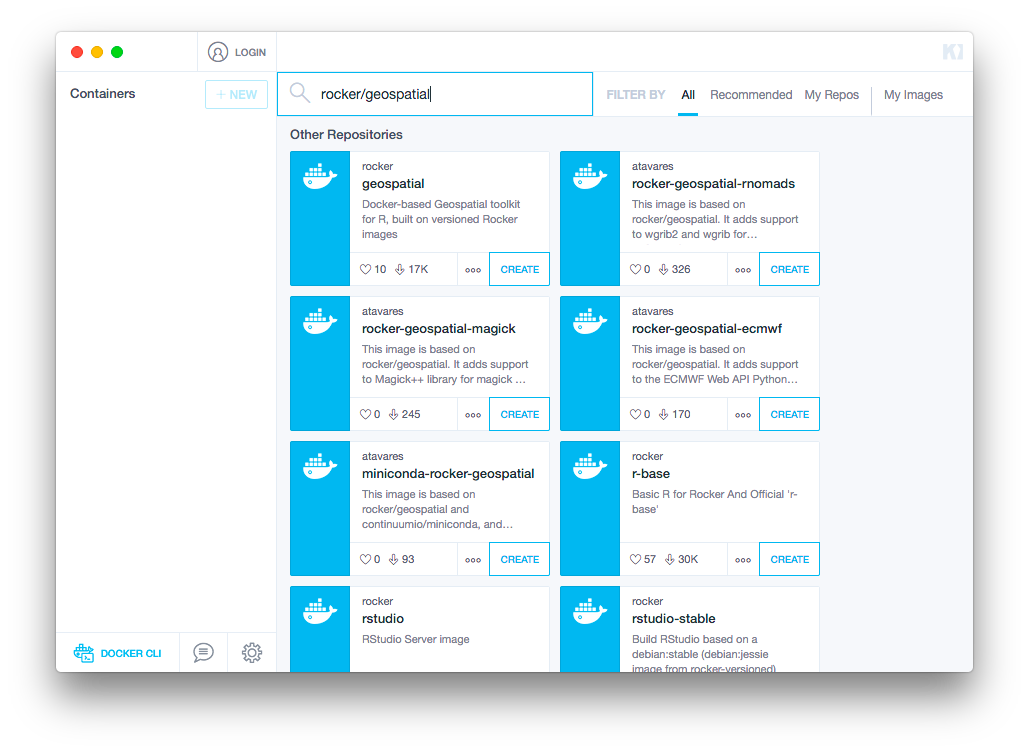 LOGIN
Containers
+ NEW
rocker/geospatial
FILTER BY All Recommended My Repos My Images
Other Repositories
rocker
geospatial
Docker-based Geospatial toolkit
for R, built on versioned Rocker
images
10 17K
CREATE
atavares
rocker-geospatial-rnomads
This image is based on
rocker/geospatial. It adds support
to wgrib2 and wgrib for…
0 326
CREATE
atavares
rocker-geospatial-magick
This image is based on
rocker/geospatial. It adds support
to Magick++ library for magick …
0 245
CREATE
atavares
rocker-geospatial-ecmwf
This image is based on
rocker/geospatial. It adds support
to the ECMWF Web API Python…
0 170
CREATE
atavares
miniconda-rocker-geospatial
This image is based on
rocker/geospatial and
continuumio/miniconda, and…
0 93
CREATE
rocker
r-base
Basic R for Rocker And Official 'r-
base'
57 30K
CREATE
rocker
rstudio
RStudio Server image
rocker
rstudio-stable
Build RStudio based on a
debian:stable (debian:jessie
image from rocker-versioned)
DOCKER CLI